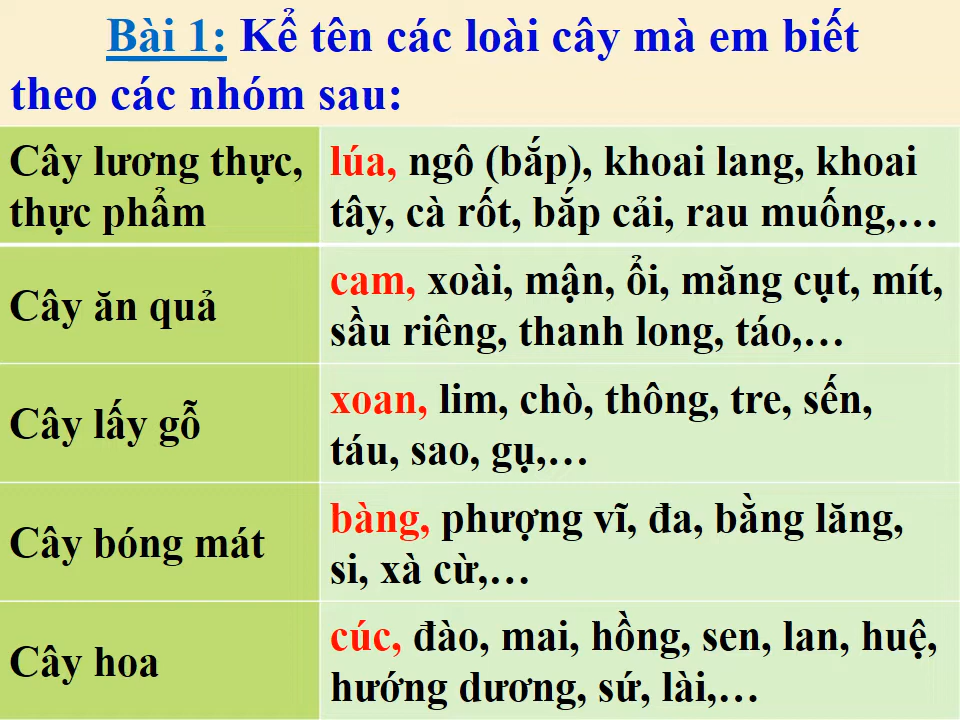 Bài 1: Kể tên các loài cây mà em biết
theo các nhóm sau:
Cây lương thực,
thực phẩm
lúa, ngô (bắp), khoai lang, khoai
tây, cà rốt, bắp cải, rau muống,…
Cây ăn quả
cam, xoài, mận, ổi, măng cụt, mít,
sầu riêng, thanh long, táo,…
Cây lấy gỗ
xoan, lim, chò, thông, tre, sến,
táu, sao, gụ,…
Cây bóng mát
bàng, phượng vĩ, đa, bằng lăng,
si, xà cừ,…
Cây hoa
cúc, đào, mai, hồng, sen, lan, huệ,
hướng dương, sứ, lài,…